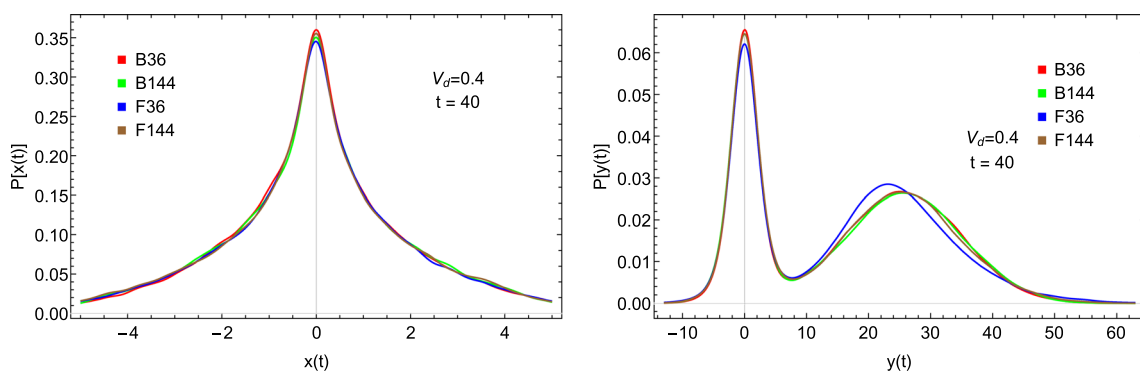 0.35
0.30
0.25
0.20
0.15
0.10
0.05
0.00
P[x(t)]
B36
B144
F36
F144
V_d=0.4
t = 40
−4
−2
0
2
4
x(t)
0.06
0.05
0.04
0.03
0.02
0.01
0.00
P[y(t)]
B36
B144
F36
F144
V_d=0.4
t = 40
−10
0
10
20
30
40
50
60
y(t)